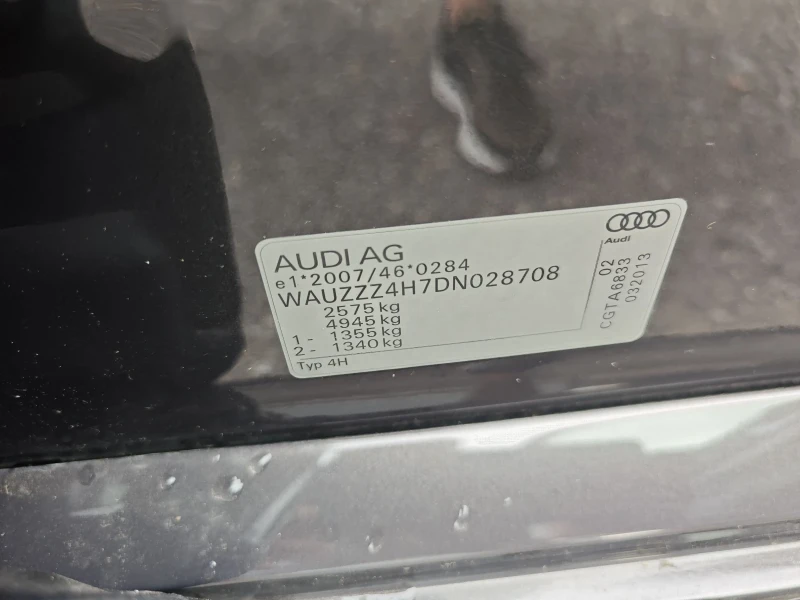 AUDI AG
e1*2007/46*0284
WAUZZZ4H7DN028708
2575 kg
4945 kg
1 - 1355 kg
2 - 1340 kg
Typ 4H
Audi
02
CGTA6833
032013